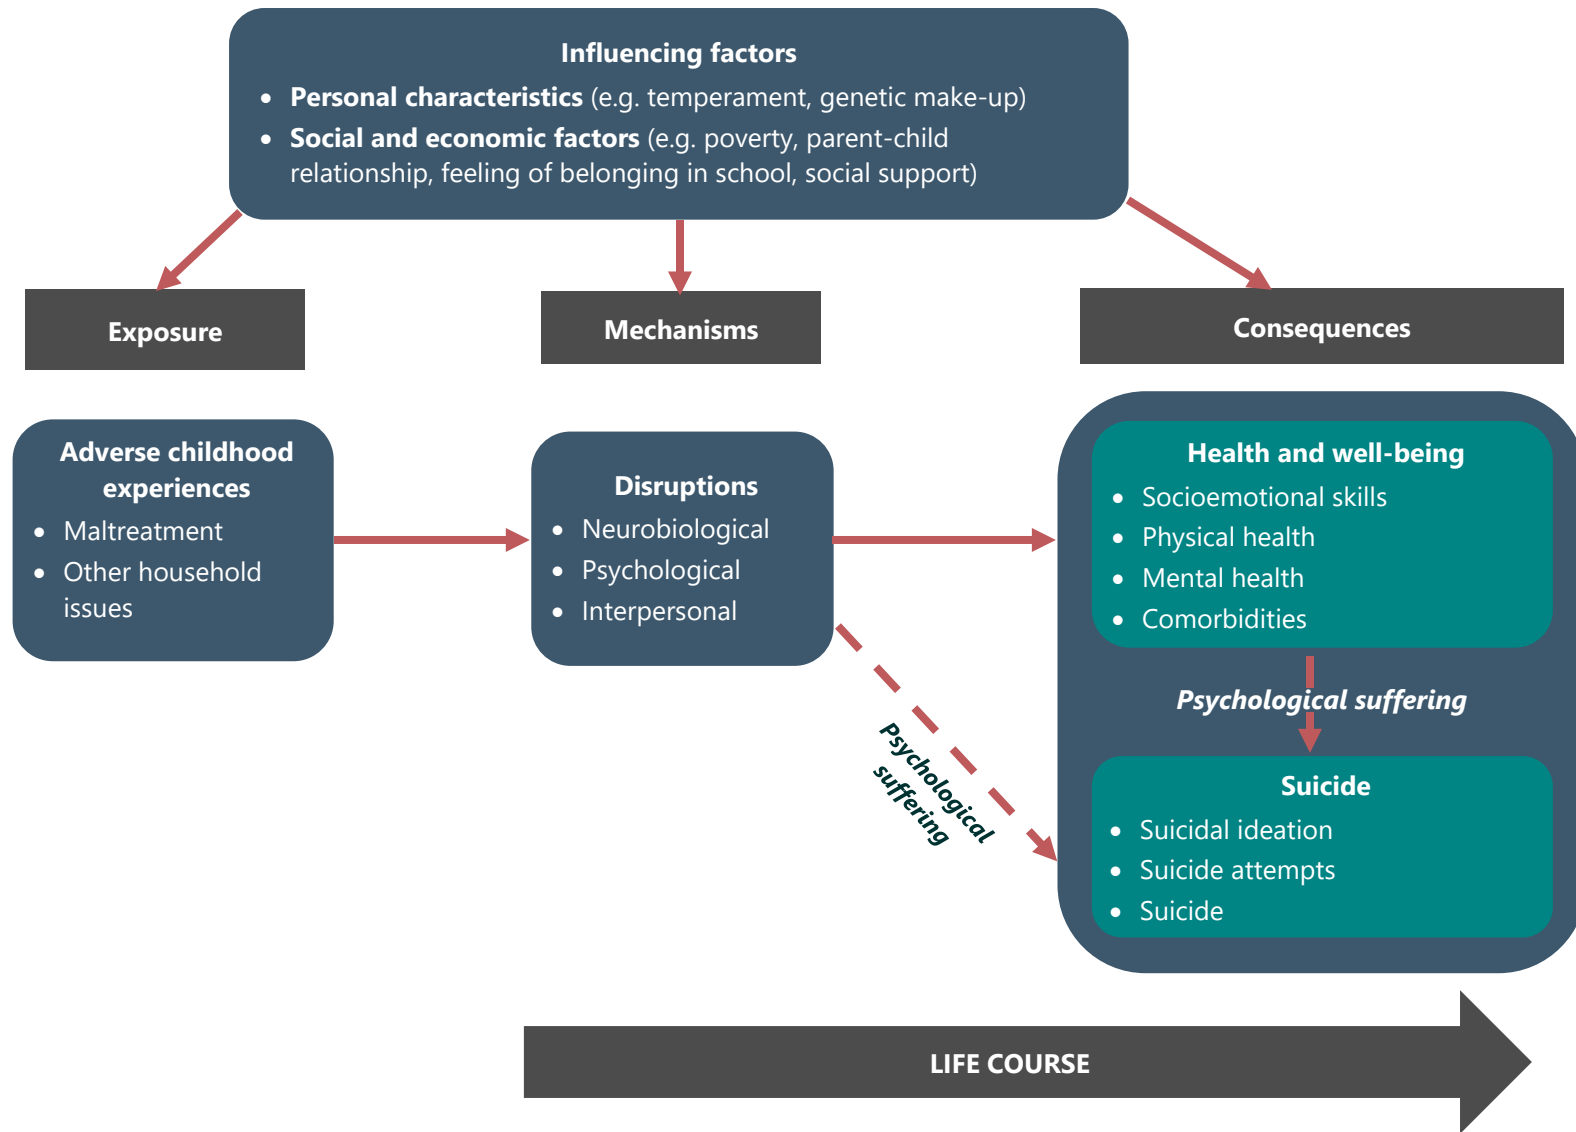 Influencing factors
• Personal characteristics (e.g. temperament, genetic make-up)
• Social and economic factors (e.g. poverty, parent-child
relationship, feeling of belonging in school, social support)
Exposure
Mechanisms
Consequences
Adverse childhood
experiences
• Maltreatment
• Other household
issues
Disruptions
• Neurobiological
• Psychological
• Interpersonal
Health and well-being
• Socioemotional skills
• Physical health
• Mental health
• Comorbidities
Psychological suffering
Psychological
suffering
Suicide
• Suicidal ideation
• Suicide attempts
• Suicide
LIFE COURSE